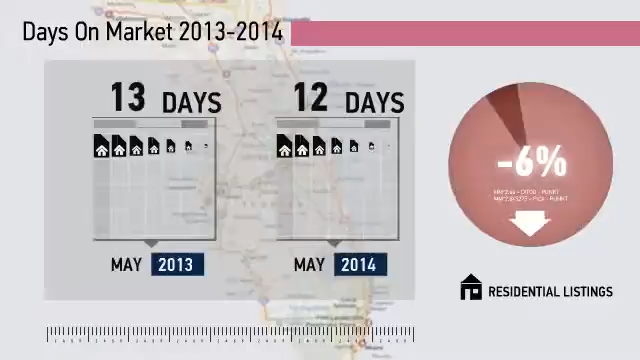 Days On Market 2013-2014
13 DAYS
12 DAYS
-6%
MAY 2013
MAY 2014
RESIDENTIAL LISTINGS